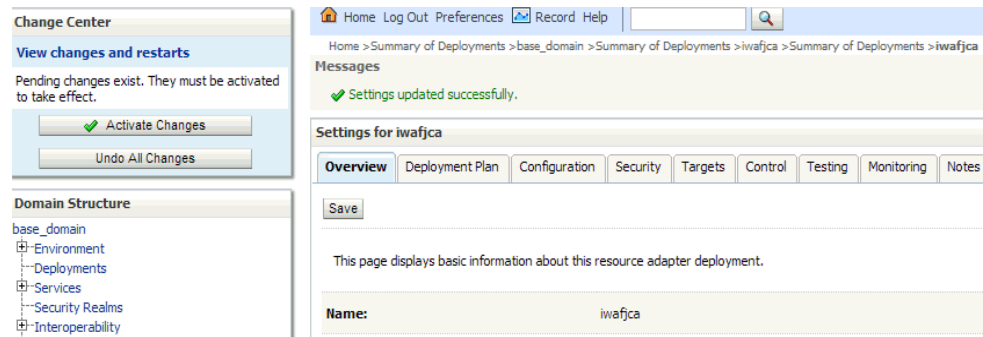 Change Center
View changes and restarts
Pending changes exist. They must be activated
to take effect.
Activate Changes
Undo All Changes
Domain Structure
base_domain
Environment
Deployments
Services
Security Realms
Interoperability
Home Log Out Preferences Record Help
Home >Summary of Deployments >base_domain >Summary of Deployments >iwafjca >Summary of Deployments >iwafjca
Messages
Settings updated successfully.
Settings for iwafjca
Overview Deployment Plan Configuration Security Targets Control Testing Monitoring Notes
Save
This page displays basic information about this resource adapter deployment.
Name: iwafjca